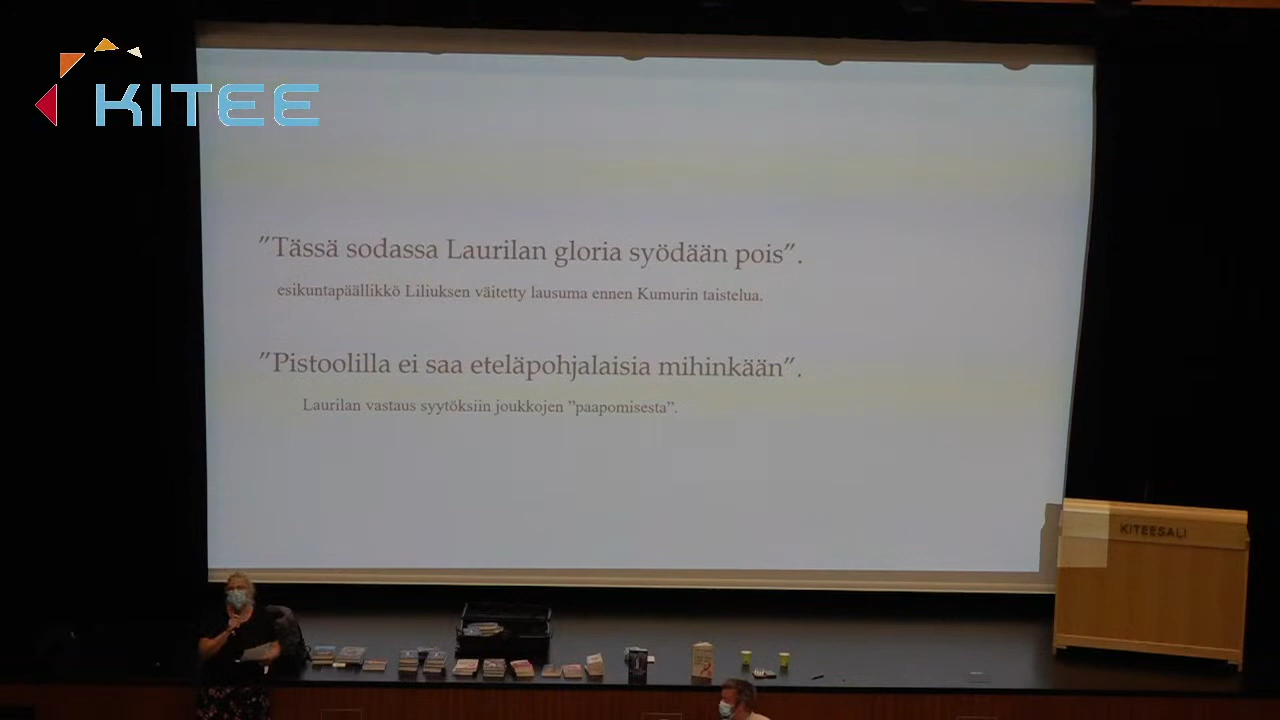 KITEE
”Tässä sodassa Laurilan gloria syödään pois”.
esikuntapäällikkö Liliuksen väitetty lausuma ennen Kumurin taistelua.
”Pistoolilla ei saa eteläpohjalaisia mihinkään”.
Laurilan vastaus syytöksiin joukkojen ”paapomisesta”.
KITEESALI